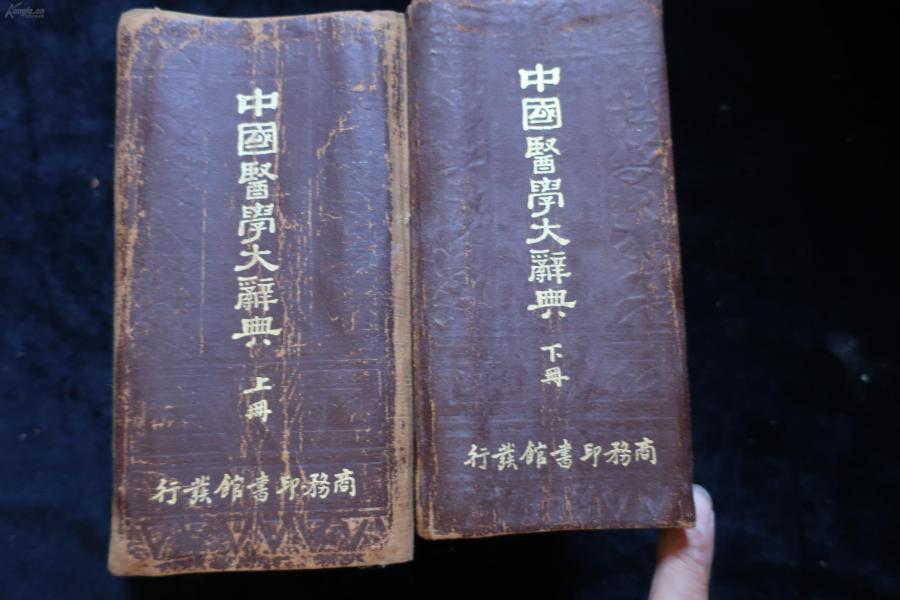 中國醫學大辭典
上冊
商務印書館發行
中國醫學大辭典
下冊
商務印書館發行
Kongfz.cn